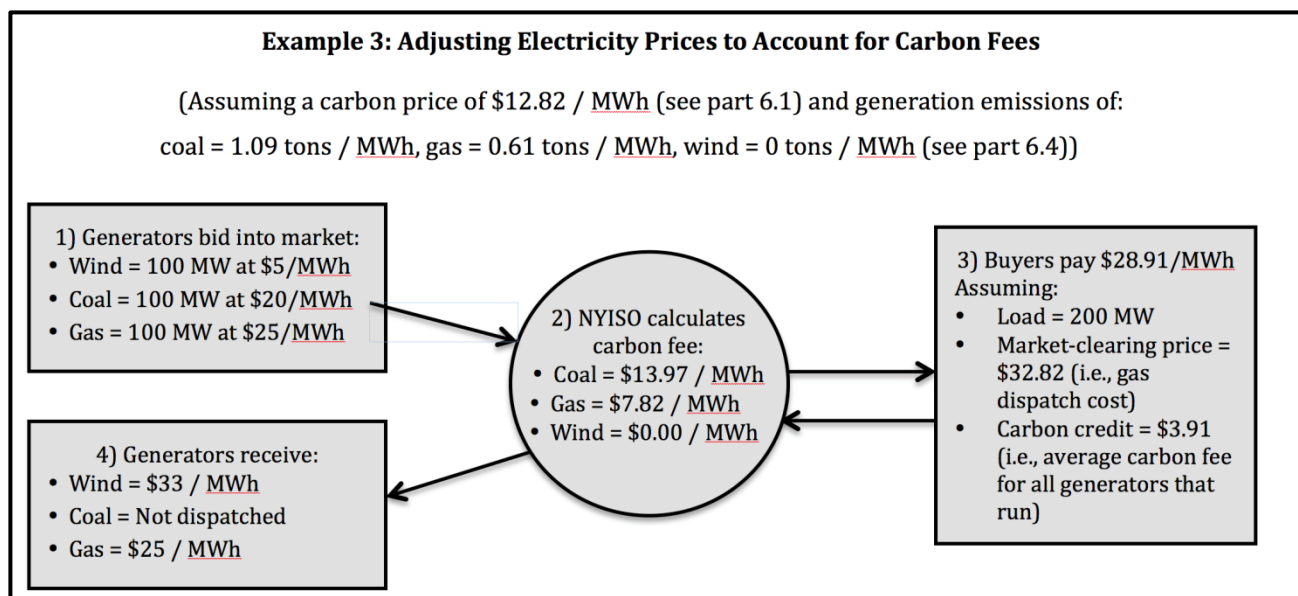 Example 3: Adjusting Electricity Prices to Account for Carbon Fees
(Assuming a carbon price of $12.82 / MWh (see part 6.1) and generation emissions of:
coal = 1.09 tons / MWh, gas = 0.61 tons / MWh, wind = 0 tons / MWh (see part 6.4))
1) Generators bid into market:
• Wind = 100 MW at $5/MWh
• Coal = 100 MW at $20/MWh
• Gas = 100 MW at $25/MWh
2) NYISO calculates
carbon fee:
• Coal = $13.97 / MWh
• Gas = $7.82 / MWh
• Wind = $0.00 / MWh
3) Buyers pay $28.91/MWh
Assuming:
• Load = 200 MW
• Market-clearing price =
$32.82 (i.e., gas
dispatch cost)
• Carbon credit = $3.91
(i.e., average carbon fee
for all generators that
run)
4) Generators receive:
• Wind = $33 / MWh
• Coal = Not dispatched
• Gas = $25 / MWh